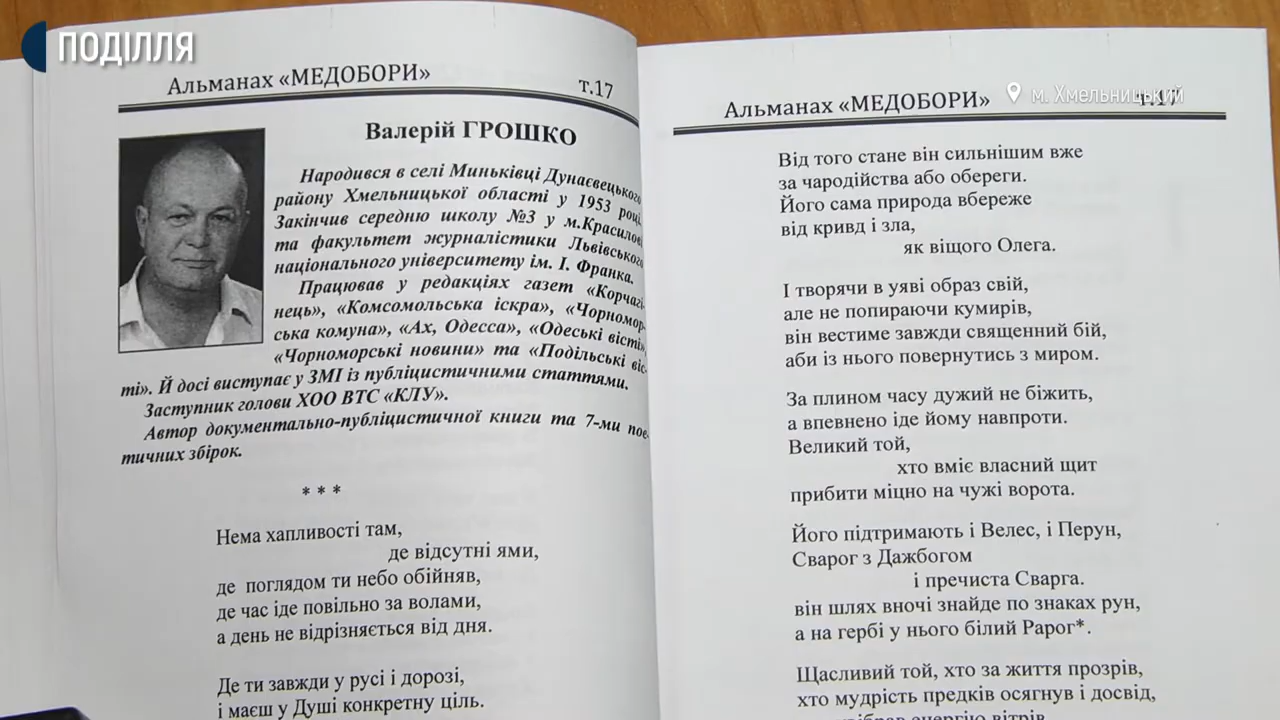 ПОДІЛЛЯ
м. Хмельницький
Альманах «МЕДОБОРИ» т.17
Валерій ГРОШКО
Народився в селі Миньківці Дунаєвецького
району Хмельницької області у 1953 році.
Закінчив середню школу №3 у м.Красилові
та факультет журналістики Львівського
національного університету ім. І. Франка.
Працював у редакціях газет «Корчагі-
нець», «Комсомольська іскра», «Чорномор-
ська комуна», «Ах, Одесса», «Одеські вісті»,
«Чорноморські новини» та «Подільські віс-
ті». Й досі виступає у ЗМІ із публіцистичними статтями.
Заступник голови ХОО ВТС «КЛУ».
Автор документально-публіцистичної книги та 7-ми пое-
тичних збірок.
* * *
Нема хапливості там,
де відсутні ями,
де поглядом ти небо обійняв,
де час іде повільно за волами,
а день не відрізняється від дня.
Де ти завжди у русі і дорозі,
і маєш у Душі конкретну ціль.
Альманах «МЕДОБОРИ» т.17
Від того стане він сильнішим вже
за чародійства або обереги.
Його сама природа вбереже
від кривд і зла,
як віщого Олега.
І творячи в уяві образ свій,
але не попираючи кумирів,
він вестиме завжди священний бій,
аби із нього повернутись з миром.
За плином часу дужий не біжить,
а впевнено іде йому навпроти.
Великий той,
хто вміє власний щит
прибити міцно на чужі ворота.
Його підтримають і Велес, і Перун,
Сварог з Дажбогом
і пречиста Сварга.
він шлях вночі знайде по знаках рун,
а на гербі у нього білий Рарог*.
Щасливий той, хто за життя прозрів,
хто мудрість предків осягнув і досвід,
енергію вітрів